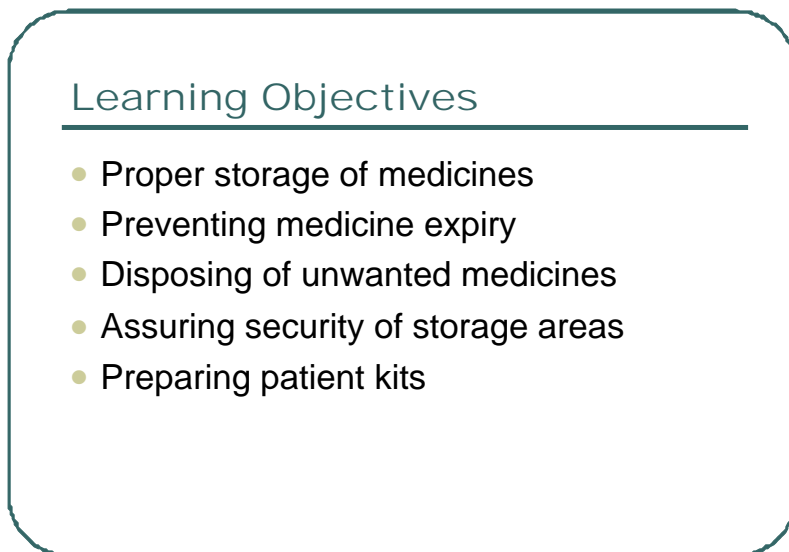 Learning Objectives
Proper storage of medicines
Preventing medicine expiry
Disposing of unwanted medicines
Assuring security of storage areas
Preparing patient kits